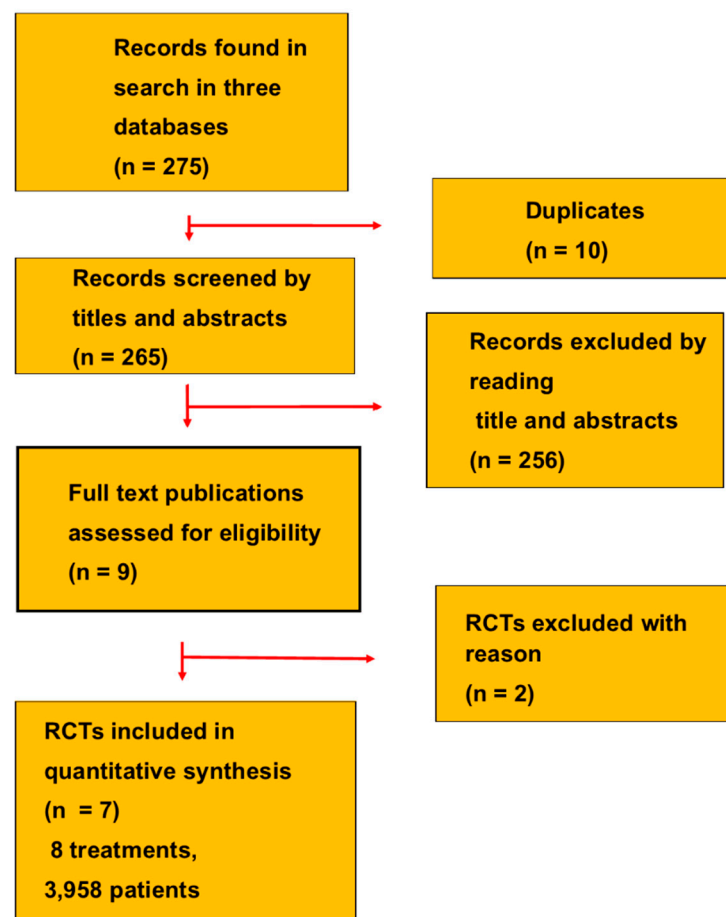 Records found in
search in three
databases
(n = 275)
Duplicates
(n = 10)
Records screened by
titles and abstracts
(n = 265)
Records excluded by
reading
title and abstracts
(n = 256)
Full text publications
assessed for eligibility
(n = 9)
RCTs excluded with
reason
(n = 2)
RCTs included in
quantitative synthesis
(n = 7)
8 treatments,
3,958 patients